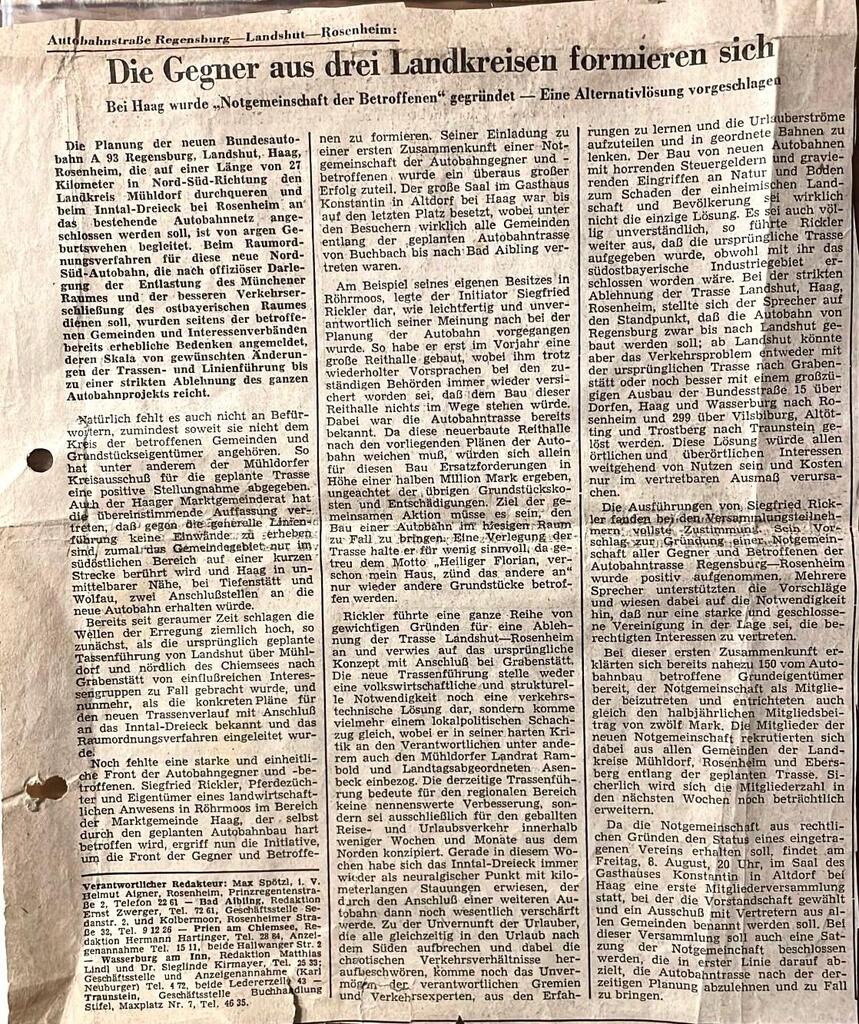 Autobahnstraße Regensburg—Landshut—Rosenheim:
Die Gegner aus drei Landkreisen formieren sich
Bei Haag wurde „Notgemeinschaft der Betroffenen“ gegründet — Eine Alternativlösung vorgeschlagen
Die Planung der neuen Bundesauto-
bahn A 93 Regensburg, Landshut, Haag,
Rosenheim, die auf einer Länge von 27
Kilometer in Nord-Süd-Richtung den
Landkreis Mühldorf durchqueren und
beim Inntal-Dreieck bei Rosenheim an
das bestehende Autobahnnetz ange-
schlossen werden soll, ist von argen Ge-
burtswehen begleitet. Beim Raumord-
nungsverfahren für diese neue Nord-
Süd-Autobahn, die nach offiziöser Darle-
gung der Entlastung des Münchener
Raumes und der besseren Verkehrser-
schließung des ostbayerischen Raumes
dienen soll, wurden seitens der betroffe-
nen Gemeinden und Interessenverbänden
bereits erhebliche Bedenken angemeldet,
deren Skala von gewünschten Änderun-
gen der Trassen- und Linienführung bis
zu einer strikten Ablehnung des ganzen
Autobahnprojekts reicht.
Natürlich fehlt es auch nicht an Befür-
wortern, zumindest soweit sie nicht dem
Kreis der betroffenen Gemeinden und
Grundstückseigentümer angehören. So
hat unter anderem der Mühldorfer
Kreisausschuß für die geplante Trasse
eine positive Stellungnahme abgegeben.
Auch der Haager Marktgemeinderat hat
die übereinstimmende Auffassung ver-
treten, daß gegen die generelle Linien-
führung keine Einwände zu erheben
sind, zumal das Gemeindegebiet nur im
südöstlichen Bereich auf einer kurzen
Strecke berührt wird und Haag in un-
mittelbarer Nähe, bei Tiefenstätt und
Wolfau, zwei Anschlußstellen an die
neue Autobahn erhalten würde.
Bereits seit geraumer Zeit schlagen die
Wellen der Erregung ziemlich hoch, so
zunächst, als die ursprünglich geplante
Tassenführung von Landshut über Mühl-
dorf und nördlich des Chiemsees nach
Grabenstätt von einflußreichen Interes-
sengruppen zu Fall gebracht wurde, und
nunmehr, als die konkreten Pläne für
den neuen Trassenverlauf mit Anschluß
an das Inntal-Dreieck bekannt und das
Raumordnungsverfahren eingeleitet wur-
de.
Noch fehlte eine starke und einheitli-
che Front der Autobahngegner und -be-
troffenen. Siegfried Rickler, Pferdezüch-
ter und Eigentümer eines landwirtschaft-
lichen Anwesens in Röhrmoos im Bereich
der Marktgemeinde Haag, der selbst
durch den geplanten Autobahnbau hart
betroffen wird, ergriff nun die Initiative,
um die Front der Gegner und Betroffe-
Verantwortlicher Redakteur: Max Spötzl, i. V.
Helmut Aigner, Rosenheim, Prinzregentenstra-
ße 2, Telefon 22 61 — Bad Aibling, Redaktion
Ernst Zwerger, Tel. 72 61, Geschäftsstelle Se-
danstr. 2, und Kolbermoor, Rosenheimer Stra-
ße 32, Tel. 9 12 26 — Prien am Chiemsee, Re-
daktion Hermann Hartinger, Tel. 28 84, Anzei-
genannahme Tel. 15 11, beide Hallwanger Str. 2
— Wasserburg am Inn, Redaktion Matthias
Lindl und Dr. Sieglinde Kirmayer, Tel. 25 33;
Geschäftsstelle und Anzeigenannahme (Karl
Neuburger) Tel. 4 72, beide Ledererzeile 43 —
Traunstein, Geschäftsstelle Buchhandlung
Stifel, Maxplatz Nr. 7, Tel. 46 35.
nen zu formieren. Seiner Einladung zu
einer ersten Zusammenkunft einer Not-
gemeinschaft der Autobahngegner und -
betroffenen wurde ein überaus großer
Erfolg zuteil. Der große Saal im Gasthaus
Konstantin in Altdorf bei Haag war bis
auf den letzten Platz besetzt, wobei unter
den Besuchern wirklich alle Gemeinden
entlang der geplanten Autobahntrasse
von Buchbach bis nach Bad Aibling ver-
treten waren.
Am Beispiel seines eigenen Besitzes in
Röhrmoos, legte der Initiator Siegfried
Rickler dar, wie leichtfertig und unver-
antwortlich seiner Meinung nach bei der
Planung der Autobahn vorgegangen
wurde. So habe er erst im Vorjahr eine
große Reithalle gebaut, wobei ihm trotz
wiederholter Vorsprachen bei den zu-
ständigen Behörden immer wieder versi-
chert worden sei, daß dem Bau dieser
Reithalle nichts im Wege stehen würde.
Dabei war die Autobahntrasse bereits
bekannt. Da diese neuerbaute Reithalle
nach den vorliegenden Plänen der Auto-
bahn weichen muß, würden sich allein
für diesen Bau Ersatzforderungen in
Höhe einer halben Million Mark ergeben,
ungeachtet der übrigen Grundstücksko-
sten und Entschädigungen. Ziel der ge-
meinsamen Aktion müsse es sein, den
Bau einer Autobahn im hiesigen Raum
zu Fall zu bringen. Eine Verlegung der
Trasse halte er für wenig sinnvoll, da ge-
treu dem Motto „Heiliger Florian, ver-
schon mein Haus, zünd das andere an“
nur wieder andere Grundstücke betrof-
fen werden.
Rickler führte eine ganze Reihe von
gewichtigen Gründen für eine Ableh-
nung der Trasse Landshut—Rosenheim
an und verwies auf das ursprüngliche
Konzept mit Anschluß bei Grabenstätt.
Die neue Trassenführung stelle weder
eine volkswirtschaftliche und strukturel-
le Notwendigkeit noch eine verkehrs-
technische Lösung dar, sondern komme
vielmehr einem lokalpolitischen Schach-
zug gleich, wobei er in seiner harten Kri-
tik an den Verantwortlichen unter ande-
rem auch den Mühldorfer Landrat Ram-
bold und Landtagsabgeordneten Asen-
beck einbezog. Die derzeitige Trassenfüh-
rung bedeute für den regionalen Bereich
keine nennenswerte Verbesserung, son-
dern sei ausschließlich für den geballten
Reise- und Urlaubsverkehr innerhalb
weniger Wochen und Monate aus dem
Norden konzipiert. Gerade in diesem Wo-
chen habe sich das Inntal-Dreieck immer
wieder als neuralgischer Punkt mit kilo-
meterlangen Stauungen erwiesen, der
durch den Anschluß einer weiteren Au-
tobahn dann noch wesentlich verschärft
werde. Zu der Unvernunft der Urlauber,
die alle gleichzeitig in den Urlaub nach
dem Süden aufbrechen und dabei die
chaotischen Verkehrsverhältnisse her-
aufbeschwören, komme noch das Unver-
mögen der verantwortlichen Gremien
und Verkehrsexperten, aus den Erfah-
rungen zu lernen und die Urlauberströme
aufzuteilen und in geordnete Bahnen zu
lenken. Der Bau von neuen Autobahnen
mit horrenden Steuergeldern und gravie-
renden Eingriffen an Natur und Boden
zum Schaden der einheimischen Land-
schaft und Bevölkerung sei wirklich
nicht die einzige Lösung. Es sei auch völ-
lig unverständlich, so führte Rickler
weiter aus, daß die ursprüngliche Trasse
aufgegeben wurde, obwohl mit ihr das
südostbayerische Industriegebiet er-
schlossen worden wäre. Bei der strikten
Ablehnung der Trasse Landshut, Haag,
Rosenheim, stellte sich der Sprecher auf
den Standpunkt, daß die Autobahn von
Regensburg zwar bis nach Landshut ge-
baut werden soll; ab Landshut könnte
aber das Verkehrsproblem entweder mit
der ursprünglichen Trasse nach Graben-
stätt oder noch besser mit einem großzü-
gigen Ausbau der Bundesstraße 15 über
Dorfen, Haag und Wasserburg nach Ro-
senheim und 299 über Vilsbiburg, Altöt-
ting und Trostberg nach Traunstein ge-
löst werden. Diese Lösung würde allen
örtlichen und überörtlichen Interessen
weitgehend von Nutzen sein und Kosten
nur im vertretbaren Ausmaß verursa-
chen.
Die Ausführungen von Siegfried Rick-
ler fanden bei den Versammlungsteilneh-
mern vollste Zustimmung. Sein Vor-
schlag zur Gründung einer Notgemein-
schaft aller Gegner und Betroffenen der
Autobahntrasse Regensburg—Rosenheim
wurde positiv aufgenommen. Mehrere
Sprecher unterstützten die Vorschläge
und wiesen dabei auf die Notwendigkeit
hin, daß nur eine starke und geschlosse-
ne Vereinigung in der Lage sei, die be-
rechtigten Interessen zu vertreten.
Bei dieser ersten Zusammenkunft er-
klärten sich bereits nahezu 150 vom Auto-
bahnbau betroffene Grundeigentümer
bereit, der Notgemeinschaft als Mitglie-
der beizutreten und entrichteten auch
gleich den halbjährlichen Mitgliedsbei-
trag von zwölf Mark. Die Mitglieder der
neuen Notgemeinschaft rekrutierten sich
dabei aus allen Gemeinden der Land-
kreise Mühldorf, Rosenheim und Ebers-
berg entlang der geplanten Trasse. Si-
cherlich wird sich die Mitgliederzahl in
den nächsten Wochen noch beträchtlich
erweitern.
Da die Notgemeinschaft aus rechtli-
chen Gründen den Status eines eingetra-
genen Vereins erhalten soll, findet am
Freitag, 8. August, 20 Uhr, im Saal des
Gasthauses Konstantin in Altdorf bei
Haag eine erste Mitgliederversammlung
statt, bei der die Vorstandschaft gewählt
und ein Ausschuß mit Vertretern aus al-
len Gemeinden benannt werden soll. Bei
dieser Versammlung soll auch eine Sat-
zung der Notgemeinschaft beschlossen
werden, die in erster Linie darauf ab-
zielt, die Autobahntrasse nach der der-
zeitigen Planung abzulehnen und zu Fall
zu bringen.